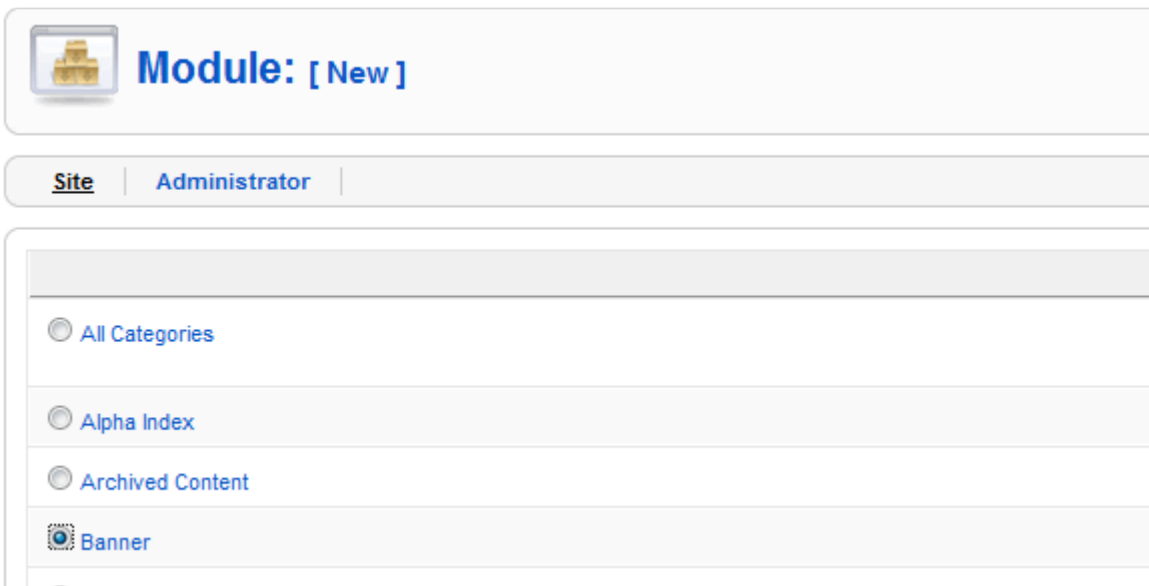 Module: [ New ]
Site Administrator
All Categories
Alpha Index
Archived Content
Banner